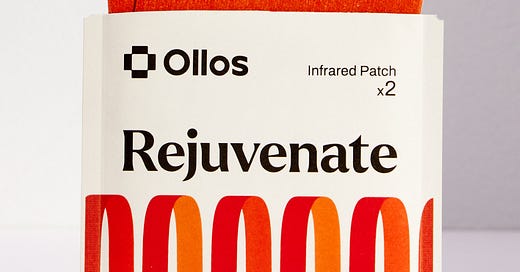 Ollos
Infrared Patch
x2
Rejuvenate